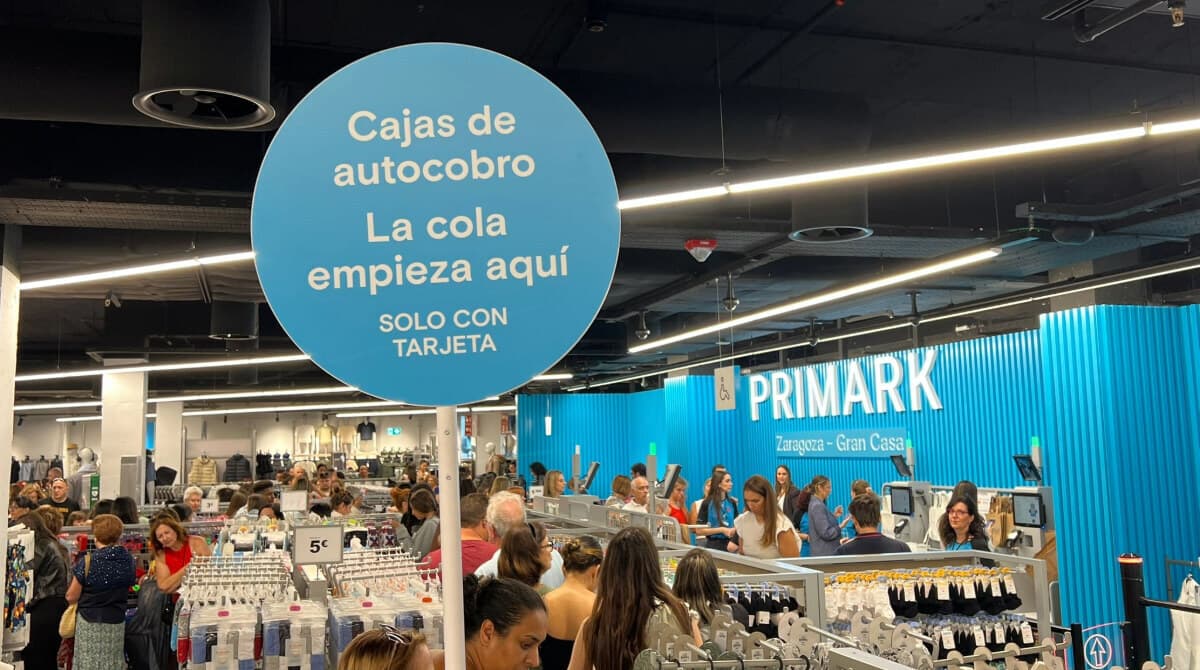 Cajas de
autocobro
La cola
empieza aquí
SOLO CON
TARJETA
PRIMARK
Zaragoza - Gran Casa
5€